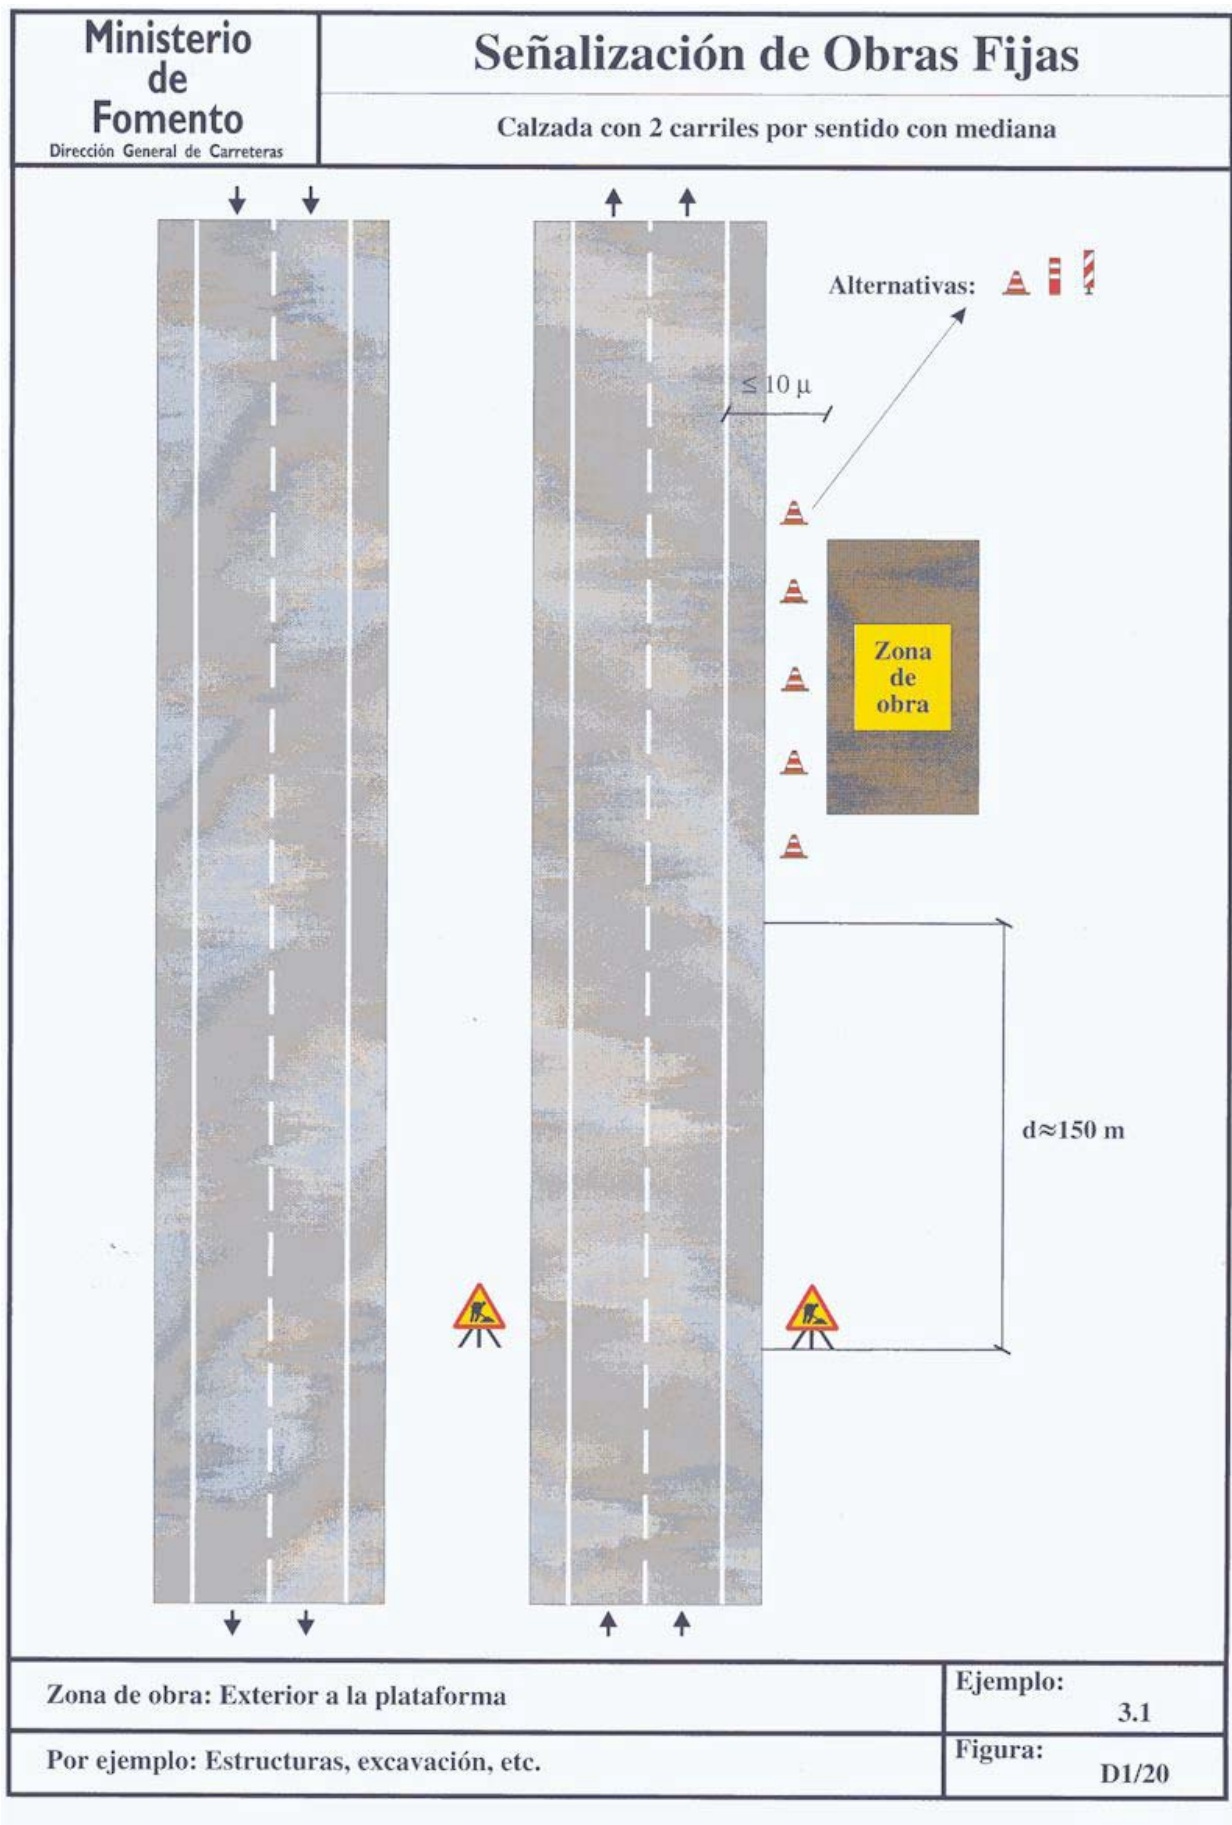 Ministerio
de
Fomento
Dirección General de Carreteras
Señalización de Obras Fijas
Calzada con 2 carriles por sentido con mediana
Alternativas:
≤ 10 μ
Zona
de
obra
d≈150 m
Zona de obra: Exterior a la plataforma
Ejemplo:
3.1
Por ejemplo: Estructuras, excavación, etc.
Figura:
D1/20